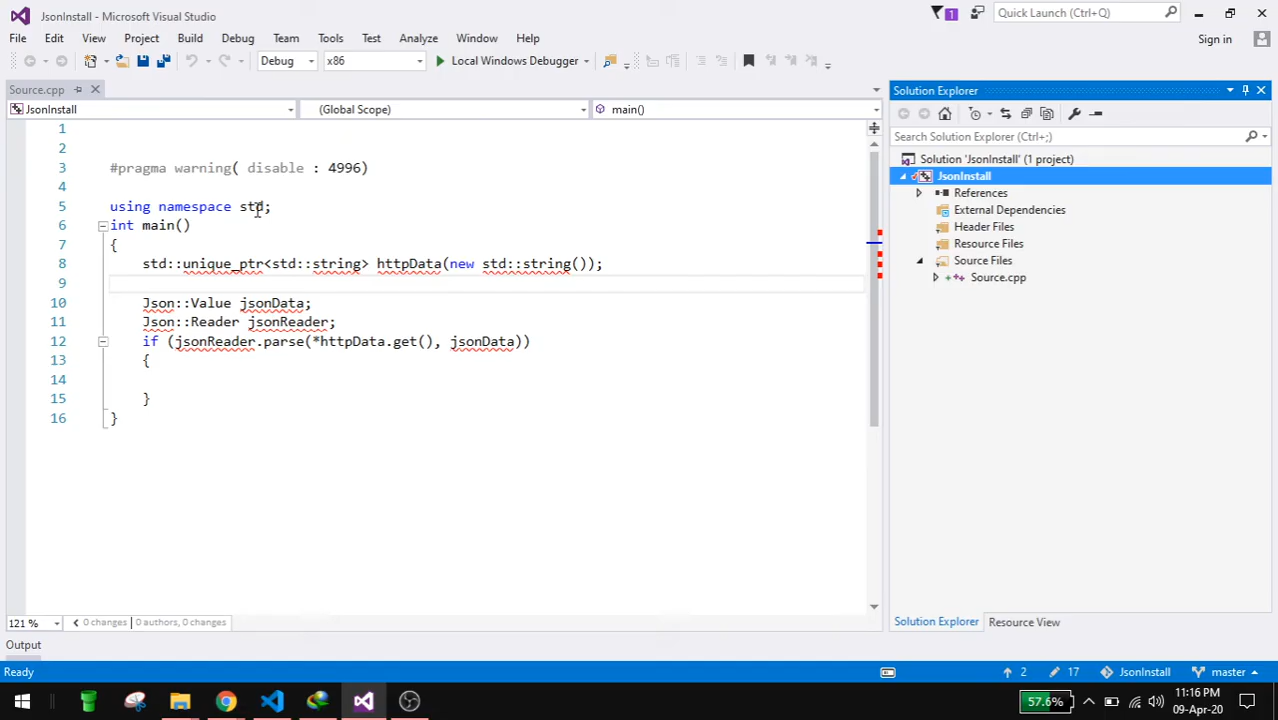 JsonInstall - Microsoft Visual Studio
1
Quick Launch (Ctrl+Q)
File Edit View Project Build Debug Team Tools Test Analyze Window Help
Sign in
Debug x86 Local Windows Debugger
Source.cpp
JsonInstall (Global Scope) main()
1
2
3 #pragma warning( disable : 4996)
4
5 using namespace std;
6 int main()
7 {
8 std::unique_ptr<std::string> httpData(new std::string());
9
10 Json::Value jsonData;
11 Json::Reader jsonReader;
12 if (jsonReader.parse(*httpData.get(), jsonData))
13 {
14
15 }
16 }
121 % 0 changes | 0 authors, 0 changes
Output
Solution Explorer
Search Solution Explorer (Ctrl+;)
Solution 'JsonInstall' (1 project)
JsonInstall
References
External Dependencies
Header Files
Resource Files
Source Files
Source.cpp
Solution Explorer Resource View
Ready 2 17 JsonInstall master
57.6%
11:16 PM
09-Apr-20